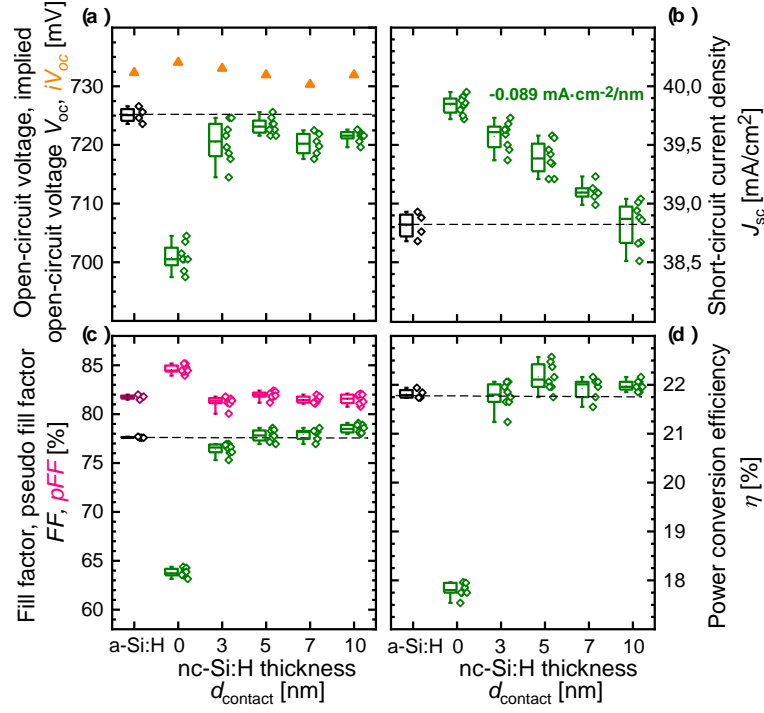 (a)
(b)
Open-circuit voltage, implied
open-circuit voltage Voc, iVoc [mV]
730
720
710
700
-0.089 mA·cm-2/nm
40,0
39,5
39,0
38,5
Short-circuit current density
Jsc [mA/cm2]
(c)
(d)
Fill factor, pseudo fill factor
FF, pFF [%]
85
80
75
70
65
60
22
21
20
19
18
Power conversion efficiency
η [%]
a-Si:H 0 3 5 7 10
nc-Si:H thickness
dcontact [nm]
a-Si:H 0 3 5 7 10
nc-Si:H thickness
dcontact [nm]